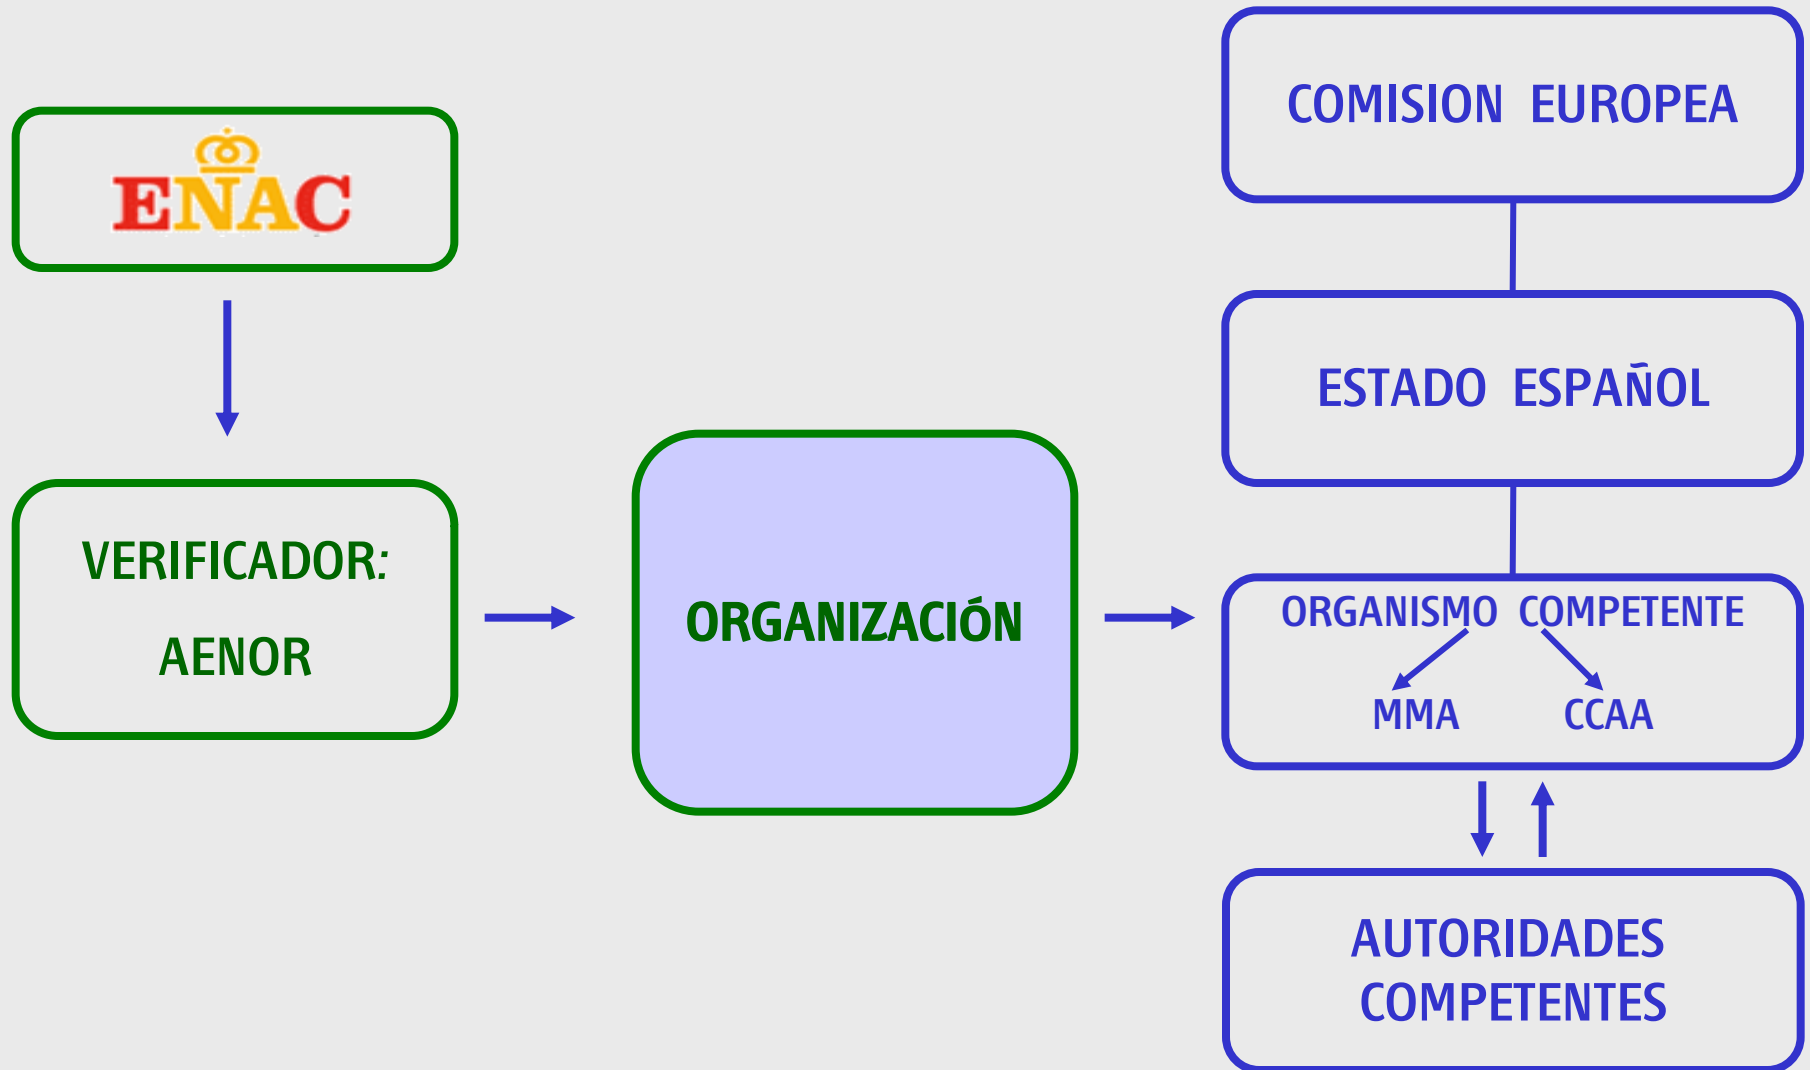 ENAC
VERIFICADOR:
AENOR
ORGANIZACIÓN
COMISION EUROPEA
ESTADO ESPAÑOL
ORGANISMO COMPETENTE
MMA CCAA
AUTORIDADES
COMPETENTES